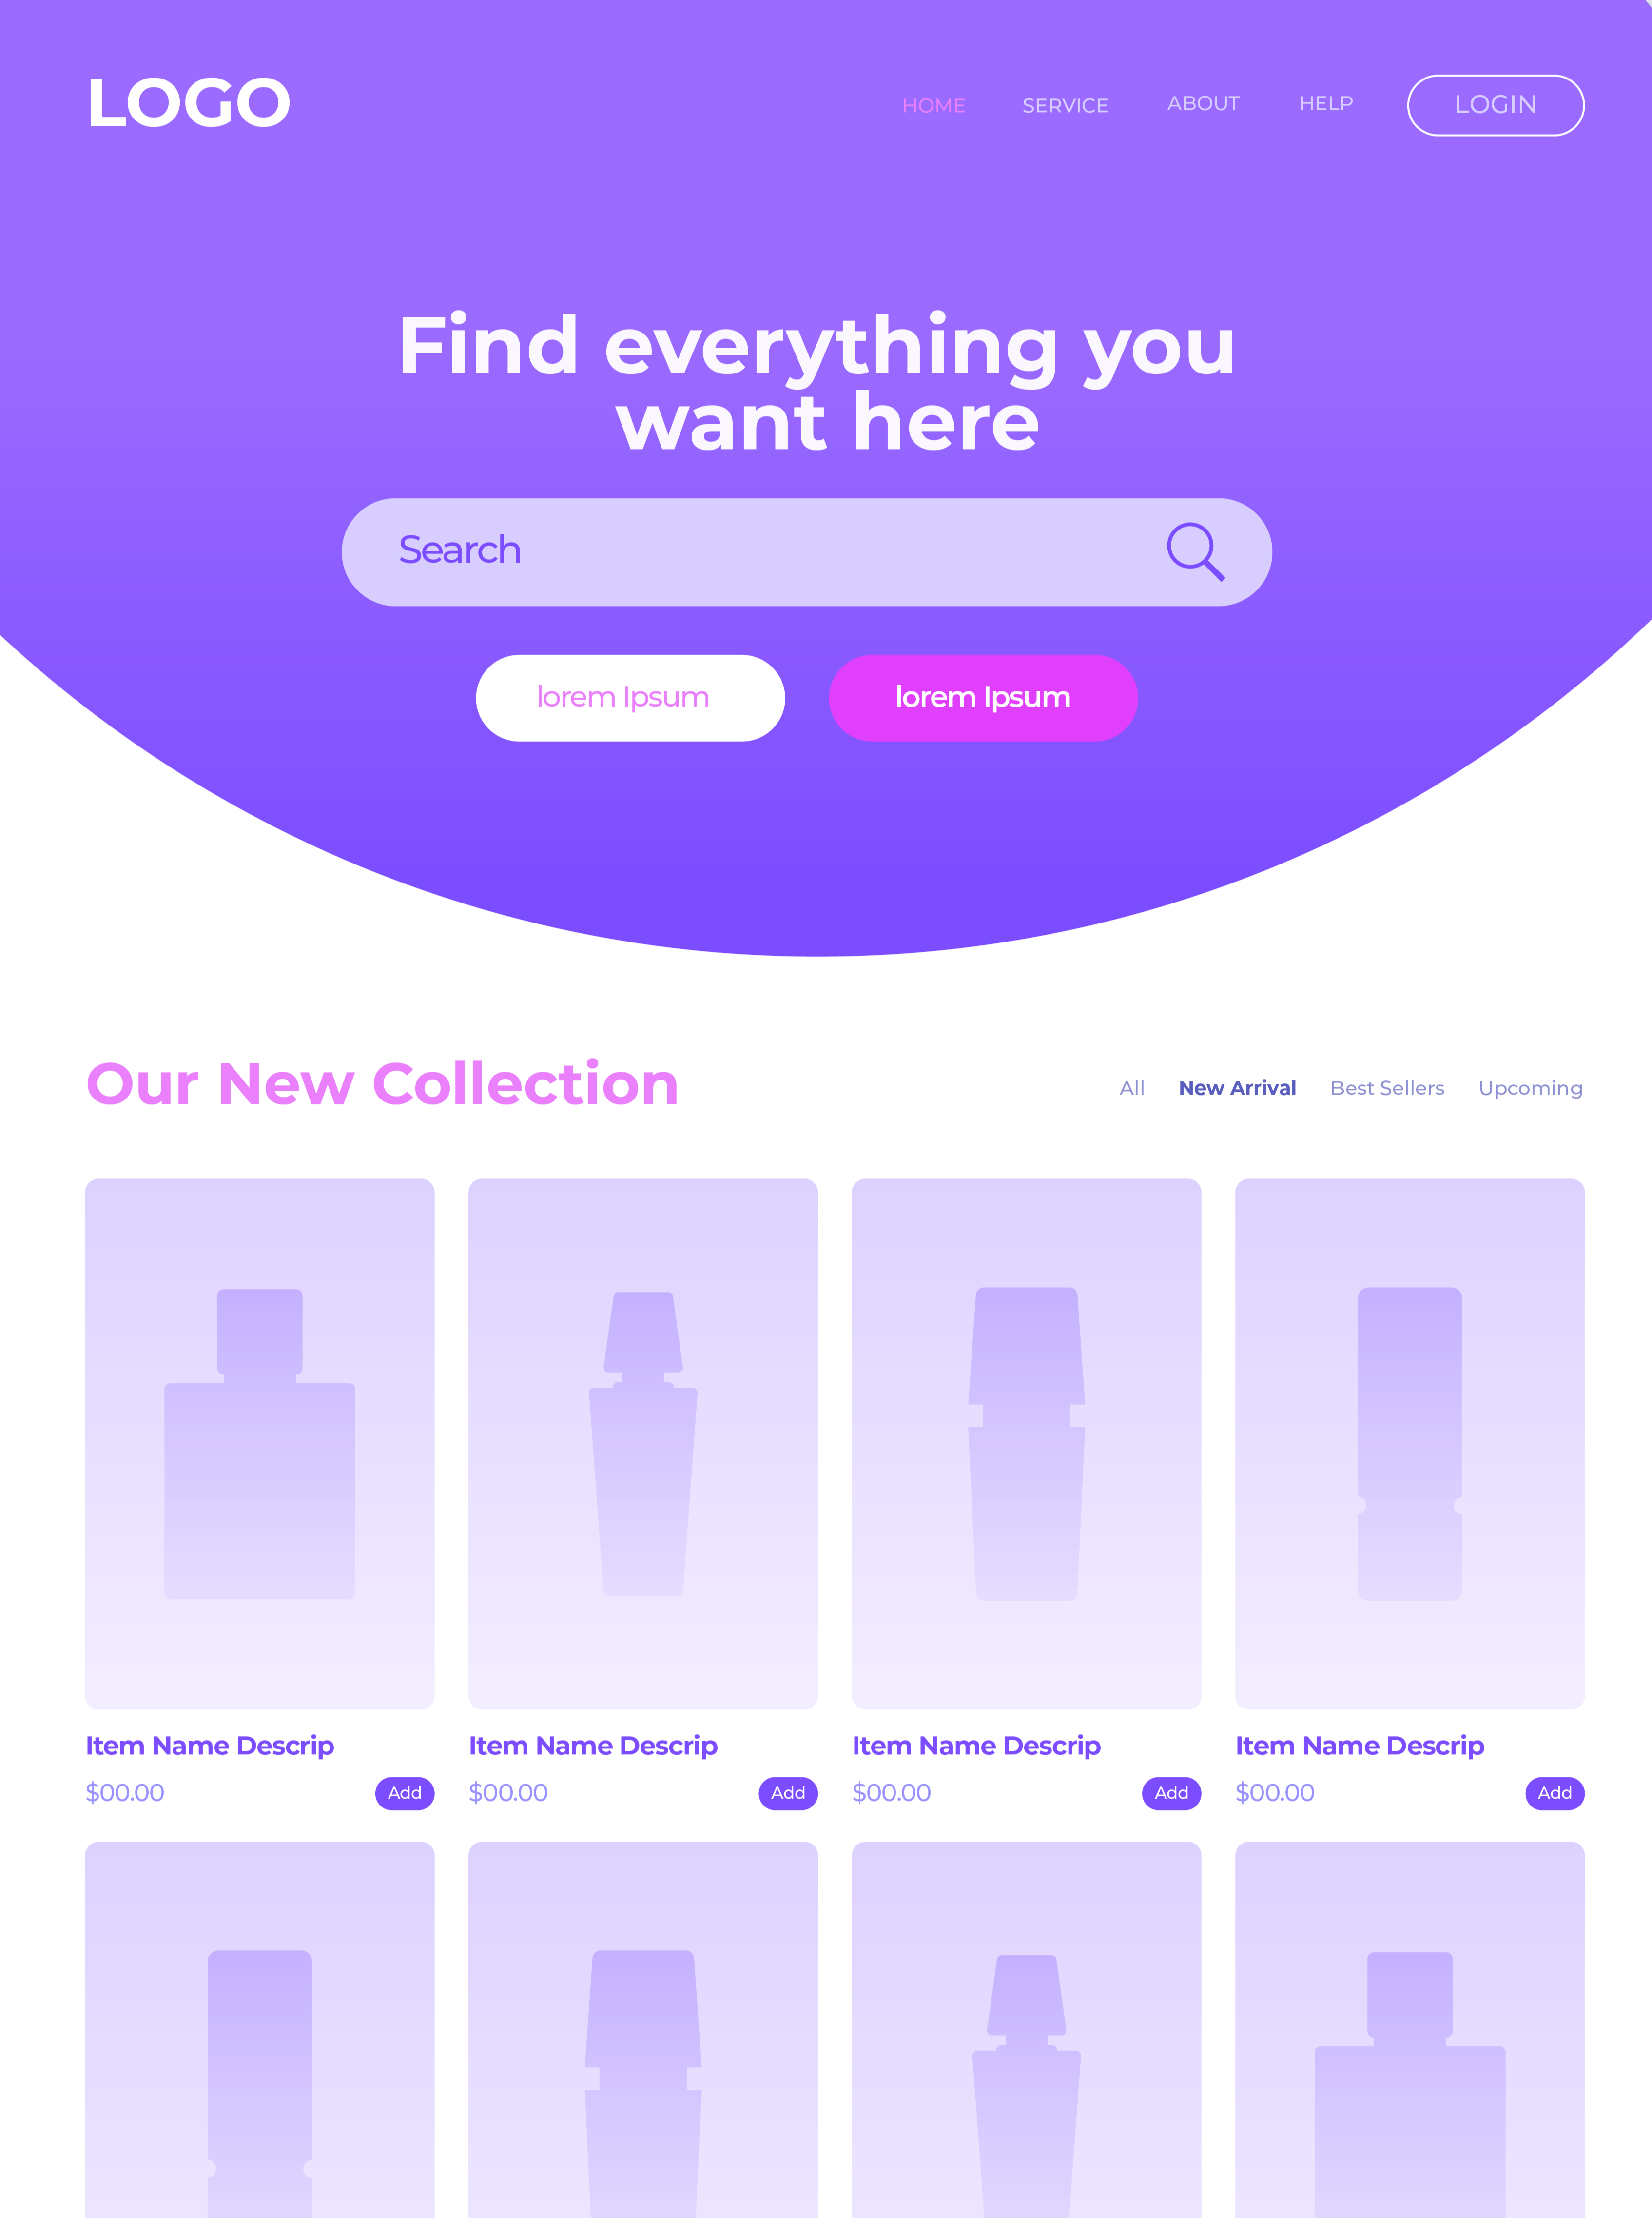 LOGO
HOME SERVICE ABOUT HELP LOGIN
Find everything you
want here
Search
lorem Ipsum lorem Ipsum
Our New Collection
All New Arrival Best Sellers Upcoming
Item Name Descrip Item Name Descrip Item Name Descrip Item Name Descrip
$00.00 Add $00.00 Add $00.00 Add $00.00 Add